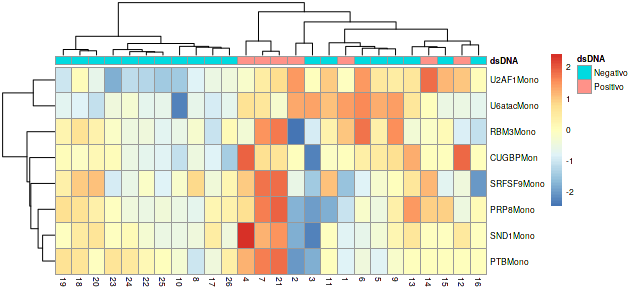 dsDNA
U2AF1Mono
U6atacMono
RBM3Mono
CUGBPMon
SRFSF9Mono
PRP8Mono
SND1Mono
PTBMono
19 18 20 23 24 22 25 10 8 17 26 4 7 21 2 3 11 1 6 5 9 13 14 15 12 16
2
1
0
-1
-2
dsDNA
Negativo
Positivo